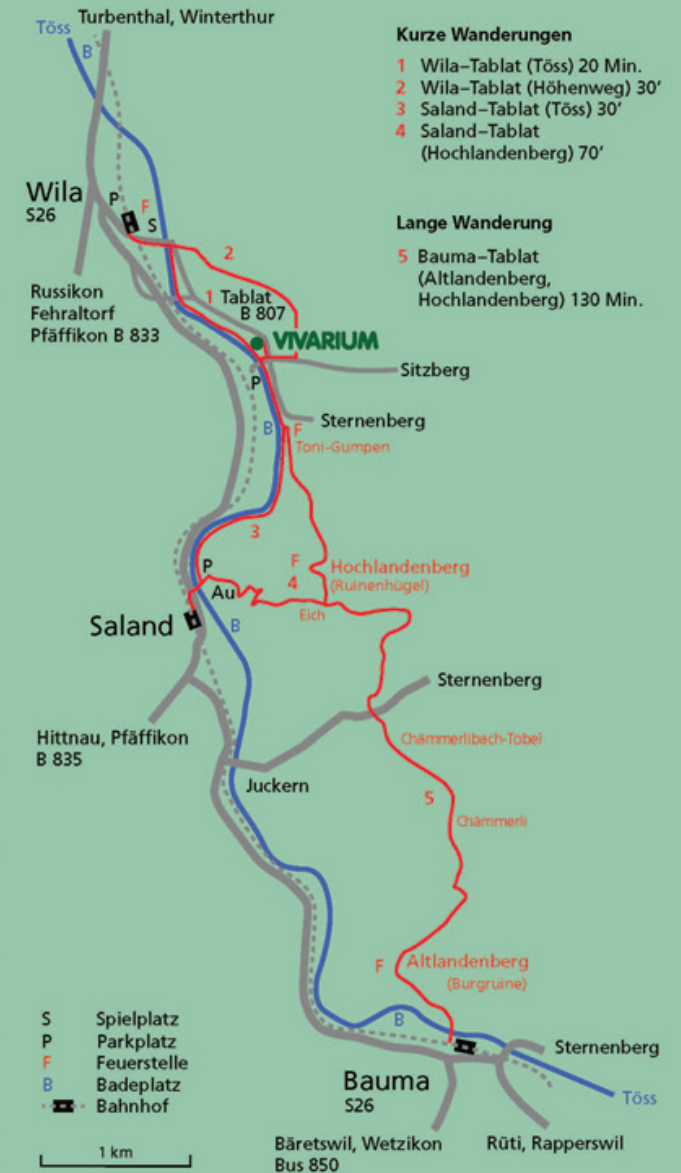 Turbenthal, Winterthur
Töss
B
Kurze Wanderungen
1 Wila–Tablat (Töss) 20 Min.
2 Wila–Tablat (Höhenweg) 30’
3 Saland–Tablat (Töss) 30’
4 Saland–Tablat
(Hochlandenberg) 70’
Lange Wanderung
5 Bauma–Tablat
(Altlandenberg,
Hochlandenberg) 130 Min.
Wila
S26
P
F
S
2
Russikon
Fehraltorf
Pfäffikon B 833
1
Tablat
B 807
VIVARIUM
Sitzberg
P
Sternenberg
B
F
Toni-Gumpen
3
P
F
4
Hochlandenberg
(Ruinenhügel)
Au
Eich
Saland
B
Sternenberg
Hittnau, Pfäffikon
B 835
Chämmerlibach-Tobel
Juckern
5
Chämmerli
F
Altlandenberg
(Burgruine)
B
S Spielplatz
P Parkplatz
F Feuerstelle
B Badeplatz
Bahnhof
Sternenberg
Bauma
S26
Töss
1 km
Bäretswil, Wetzikon
Bus 850
Rüti, Rapperswil